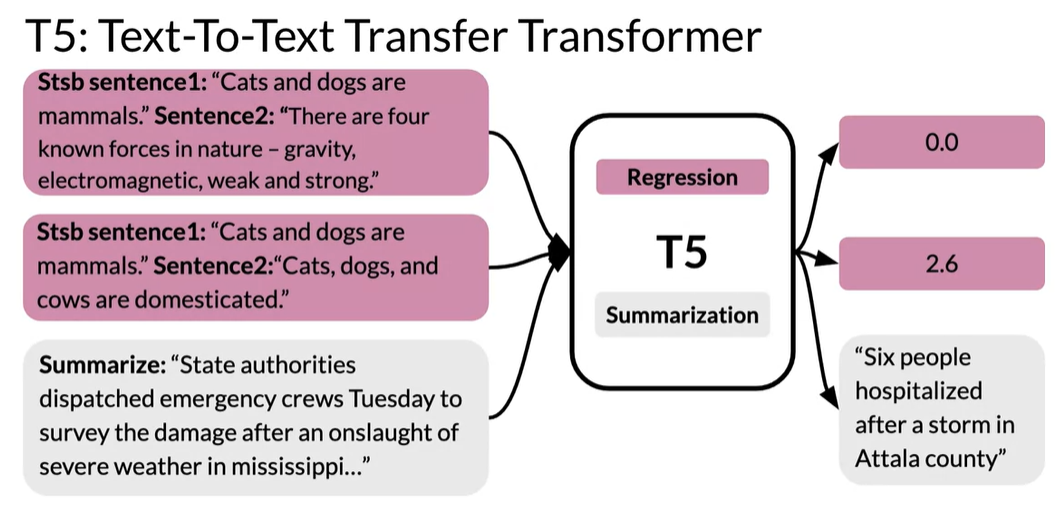 T5: Text-To-Text Transfer Transformer
Stsb sentence1: “Cats and dogs are
mammals.” Sentence2: “There are four
known forces in nature – gravity,
electromagnetic, weak and strong.”
Stsb sentence1: “Cats and dogs are
mammals.” Sentence2:“Cats, dogs, and
cows are domesticated.”
Summarize: “State authorities
dispatched emergency crews Tuesday to
survey the damage after an onslaught of
severe weather in mississippi...”
Regression
T5
Summarization
0.0
2.6
“Six people
hospitalized
after a storm in
Attala county”